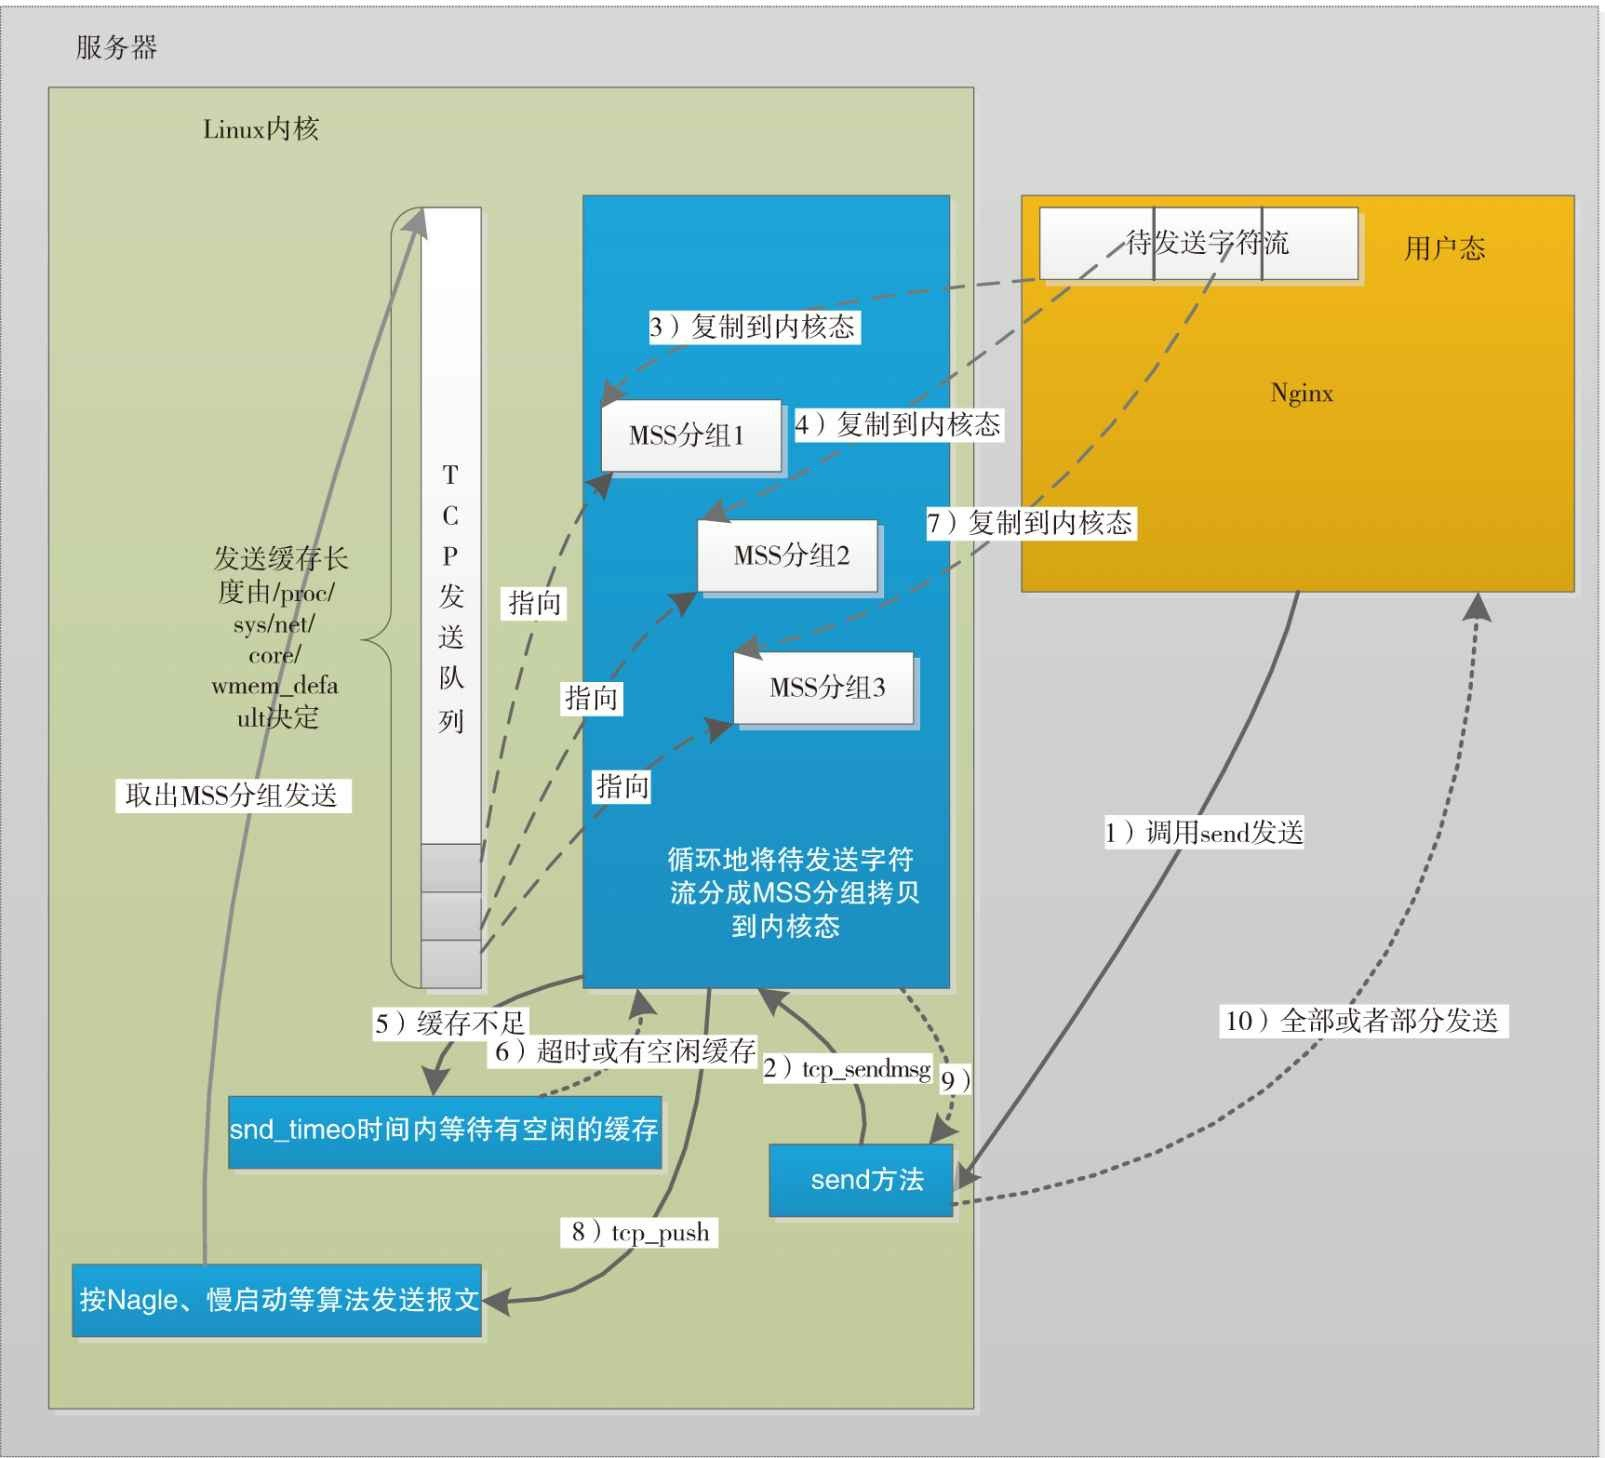 服务器
Linux内核
待发送字符流
用户态
Nginx
3）复制到内核态
MSS分组1
4）复制到内核态
7）复制到内核态
MSS分组2
MSS分组3
T
C
P
发
送
队
列
发送缓存长
度由/proc/
sys/net/
core/
wmem_defa
ult决定
指向
指向
指向
取出MSS分组发送
循环地将待发送字符
流分成MSS分组拷贝
到内核态
1）调用send发送
5）缓存不足
6）超时或有空闲缓存
2）tcp_sendmsg
9）
10）全部或者部分发送
snd_timeo时间内等待有空闲的缓存
send方法
8）tcp_push
按Nagle、慢启动等算法发送报文